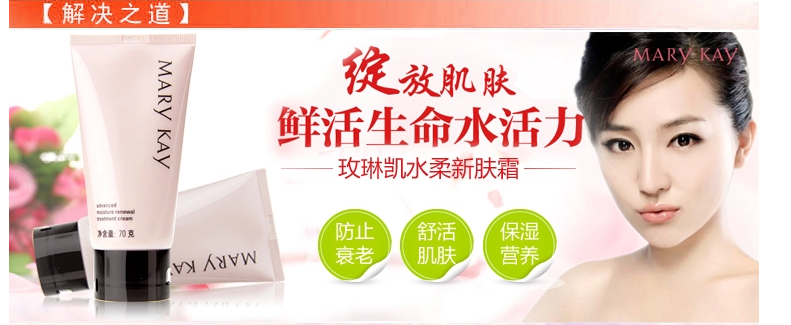 【解决之道】
MARY KAY
绽放肌肤
鲜活生命水活力
玫琳凯水柔新肤霜
防止
衰老
舒活
肌肤
保湿
营养
MARY KAY
advanced
moisture renewal
treatment cream
净含量: 70 克
MARY KAY